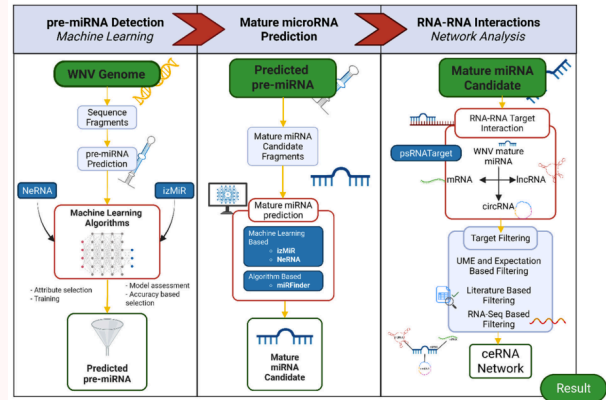 pre-miRNA Detection
Machine Learning
WNV Genome
Sequence
Fragments
pre-miRNA
Prediction
NeRNA
izMiR
Machine Learning
Algorithms
- Attribute selection
- Training
- Model assessment
- Accuracy based
selection
Predicted
pre-miRNA
Mature microRNA
Prediction
Predicted
pre-miRNA
Mature miRNA
Candidate
Fragments
Mature miRNA
prediction
Machine Learning
Based
izMiR
NeRNA
Algorithm Based
miRFinder
Mature
miRNA
Candidate
RNA-RNA Interactions
Network Analysis
Mature miRNA
Candidate
RNA-RNA Target
Interaction
psRNATarget
WNV mature
miRNA
mRNA
lncRNA
circRNA
Target Filtering
UME and Expectation
Based Filtering
Literature Based
Filtering
RNA-Seq Based
Filtering
ceRNA
Network
Result